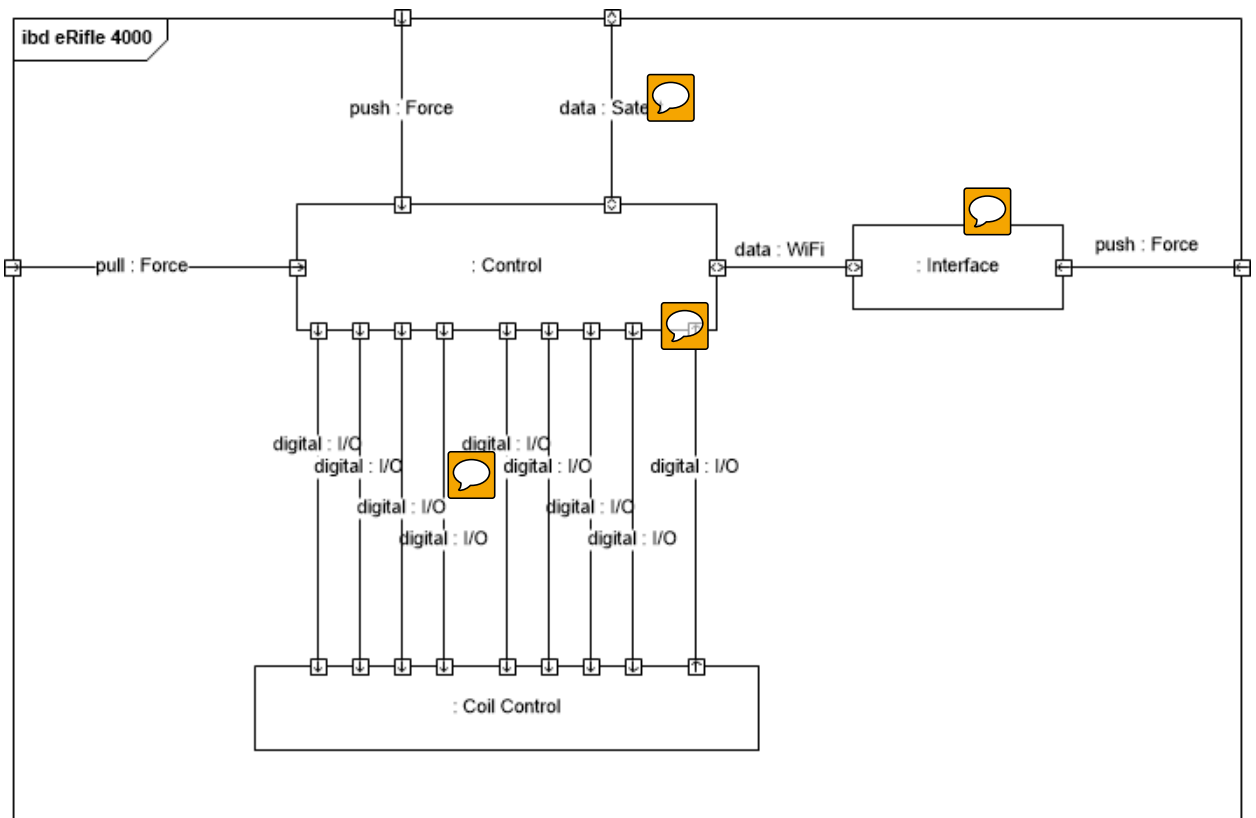 ibd eRifle 4000
push : Force
data : Sate
pull : Force
: Control
data : WiFi
: Interface
push : Force
digital : I/O
digital : I/O
digital : I/O
digital : I/O
digital : I/O
digital : I/O
digital : I/O
digital : I/O
digital : I/O
: Coil Control